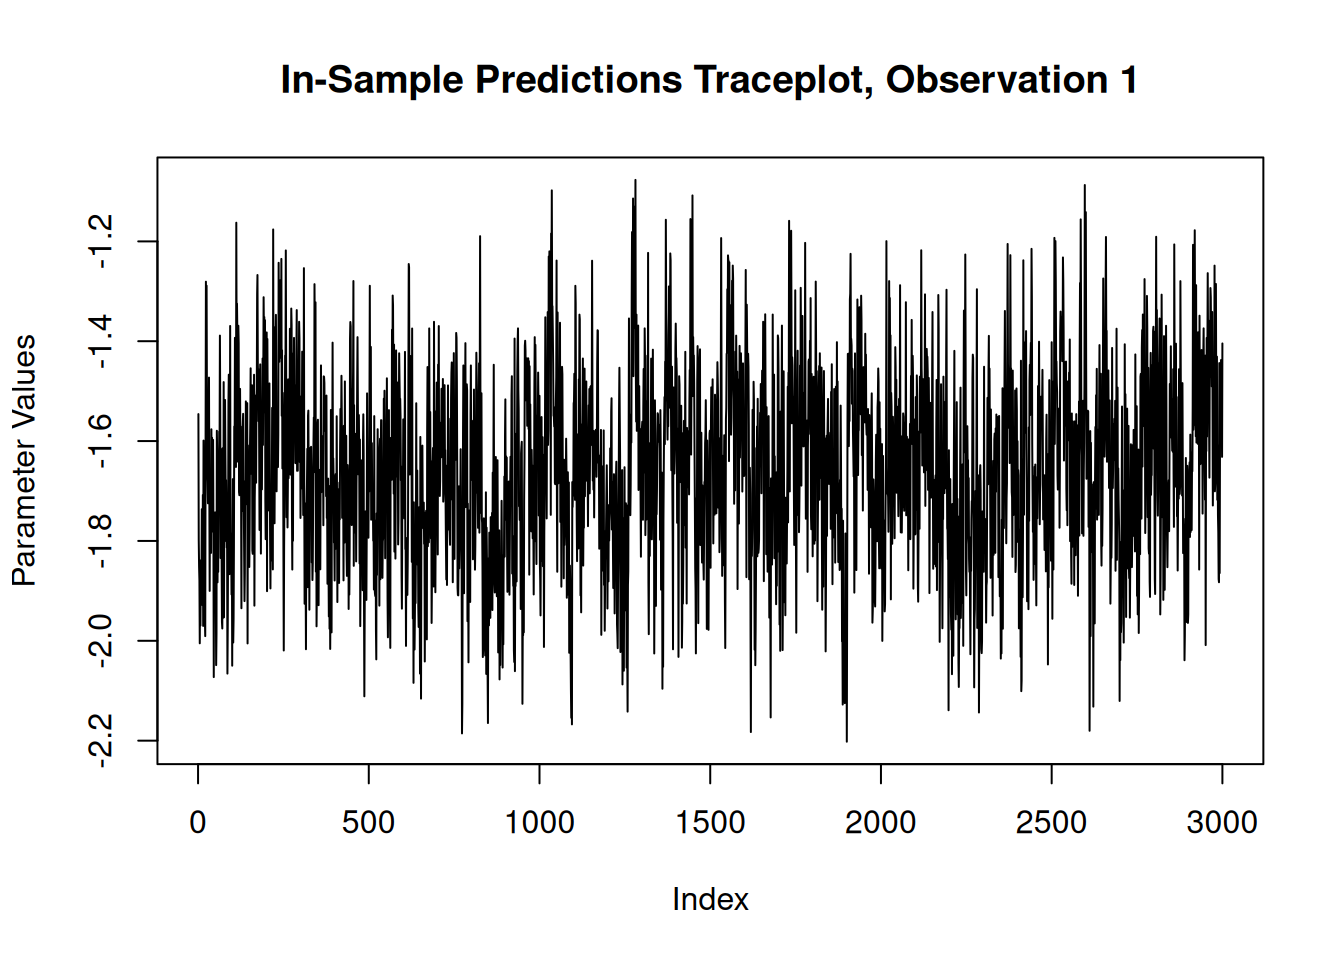 In-Sample Predictions Traceplot, Observation 1
Parameter Values
-1.2
-1.4
-1.6
-1.8
-2.0
-2.2
0 500 1000 1500 2000 2500 3000
Index